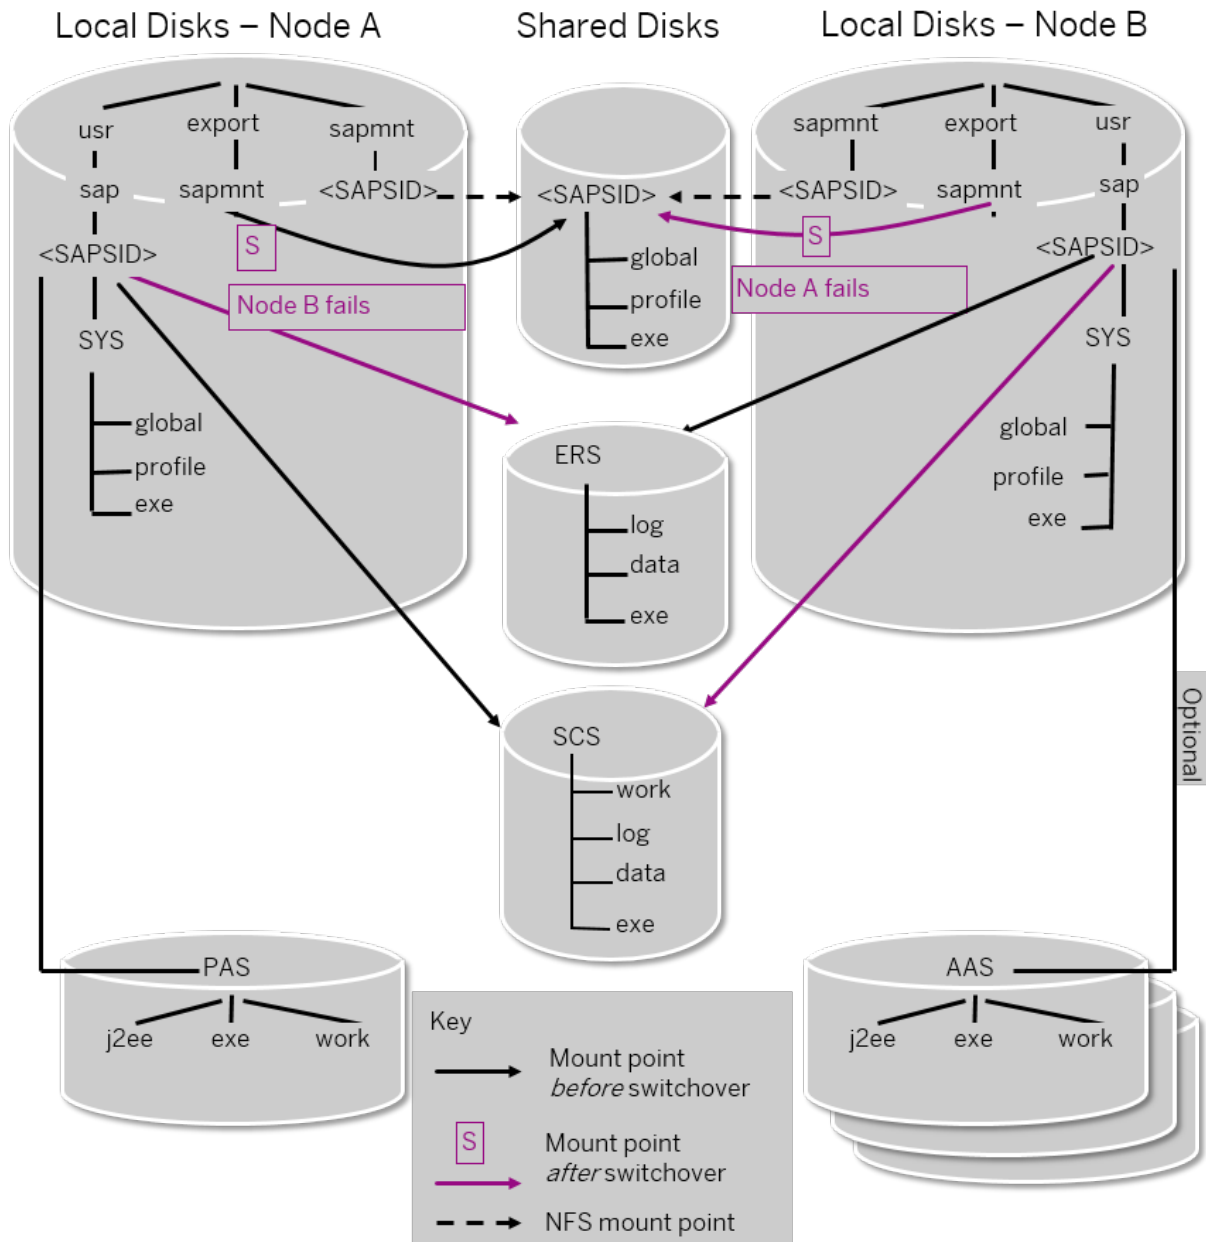 Local Disks – Node A
Shared Disks
Local Disks – Node B
usr
export
sapmnt
sapmnt
export
usr
sap
sapmnt
<SAPSID>
<SAPSID>
<SAPSID>
sapmnt
sap
S
S
<SAPSID>
global
<SAPSID>
Node B fails
profile
Node A fails
SYS
exe
SYS
global
profile
exe
ERS
log
data
exe
global
profile
exe
SCS
work
log
data
exe
Optional
PAS
j2ee
exe
work
AAS
j2ee
exe
work
Key
Mount point
before switchover
S
Mount point
after switchover
NFS mount point